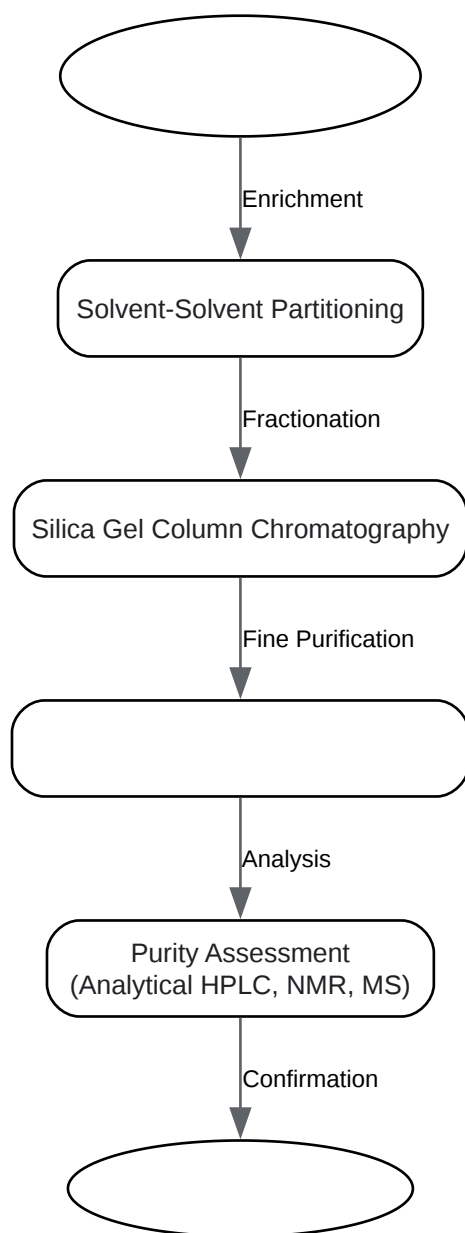 Enrichment
Solvent-Solvent Partitioning
Fractionation
Silica Gel Column Chromatography
Fine Purification
Analysis
Purity Assessment
(Analytical HPLC, NMR, MS)
Confirmation